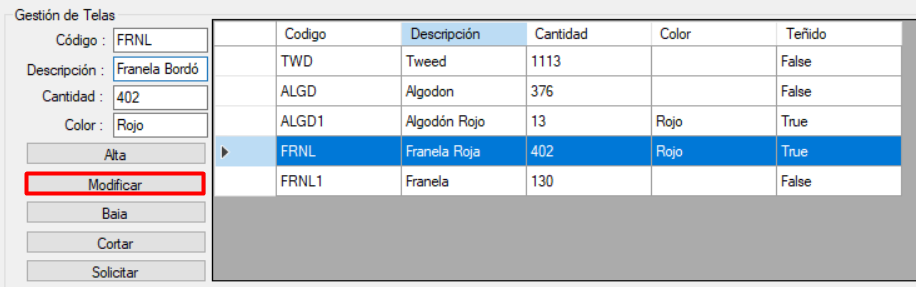 Gestión de Telas
Código : FRNL
Descripción : Franela Bordó
Cantidad : 402
Color : Rojo
Alta
Modificar
Baja
Cortar
Solicitar
Codigo Descripción Cantidad Color Teñido
TWD Tweed 1113 False
ALGD Algodon 376 False
ALGD1 Algodón Rojo 13 Rojo True
FRNL Franela Roja 402 Rojo True
FRNL1 Franela 130 False